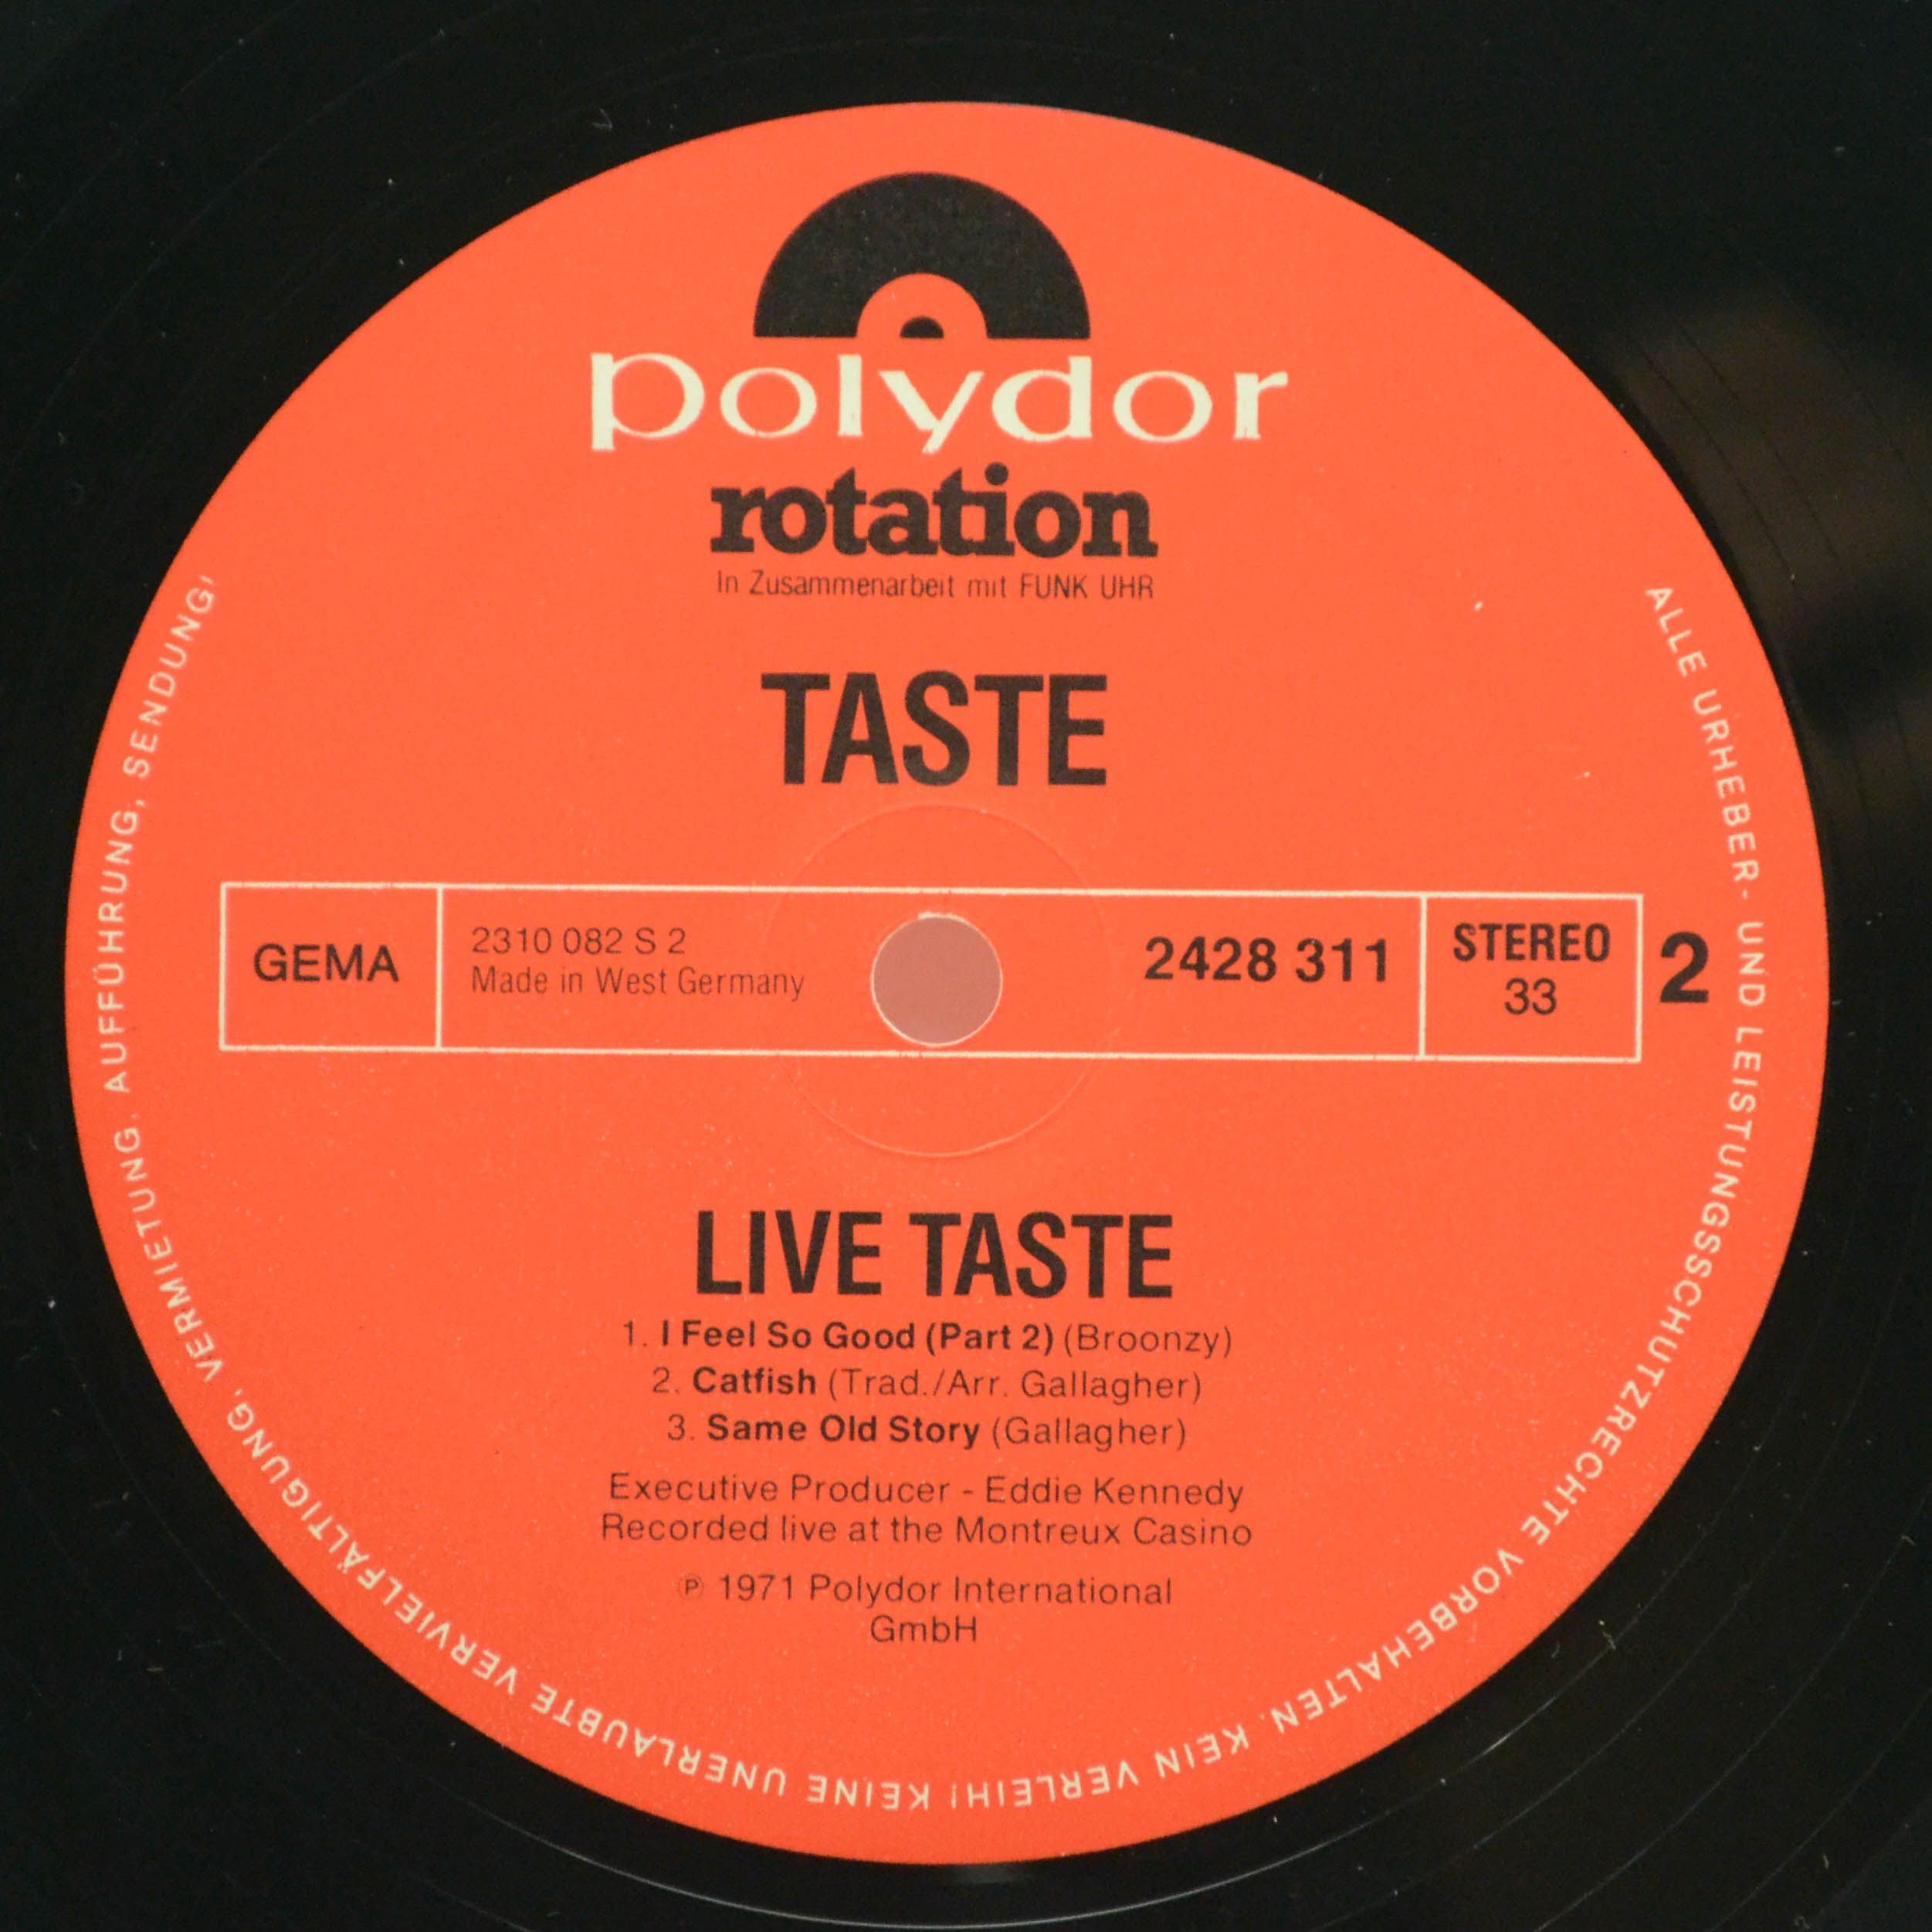 polydor
rotation
In Zusammenarbeit mit FUNK UHR
TASTE
GEMA
2310 082 S 2
Made in West Germany
2428 311
STEREO
33
2
LIVE TASTE
1. I Feel So Good (Part 2) (Broonzy)
2. Catfish (Trad./Arr. Gallagher)
3. Same Old Story (Gallagher)
Executive Producer - Eddie Kennedy
Recorded live at the Montreux Casino
℗ 1971 Polydor International
GmbH
ALLE URHEBER- UND LEISTUNGSSCHUTZRECHTE VORBEHALTEN. KEIN VERLEIH! KEINE UNERLAUBTE VERVIELFÄLTIGUNG, VERMIETUNG, AUFFÜHRUNG, SENDUNG!